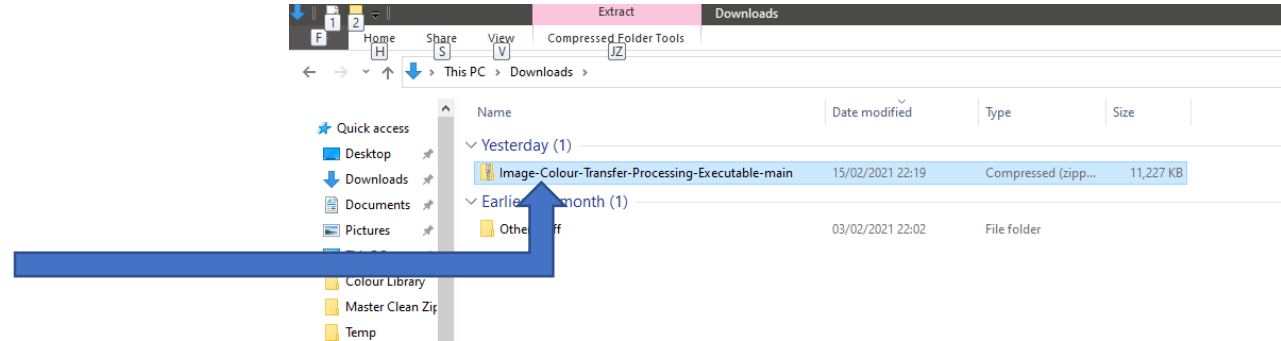 1 2 Extract Downloads
F Home Share View Compressed Folder Tools
H S V JZ
This PC > Downloads >
Name Date modified Type Size
Quick access
Yesterday (1)
Desktop
Image-Colour-Transfer-Processing-Executable-main 15/02/2021 22:19 Compressed (zipp... 11,227 KB
Downloads
Documents
month (1)
Pictures
03/02/2021 22:02 File folder
Colour Library
Master Clean Zip
Temp